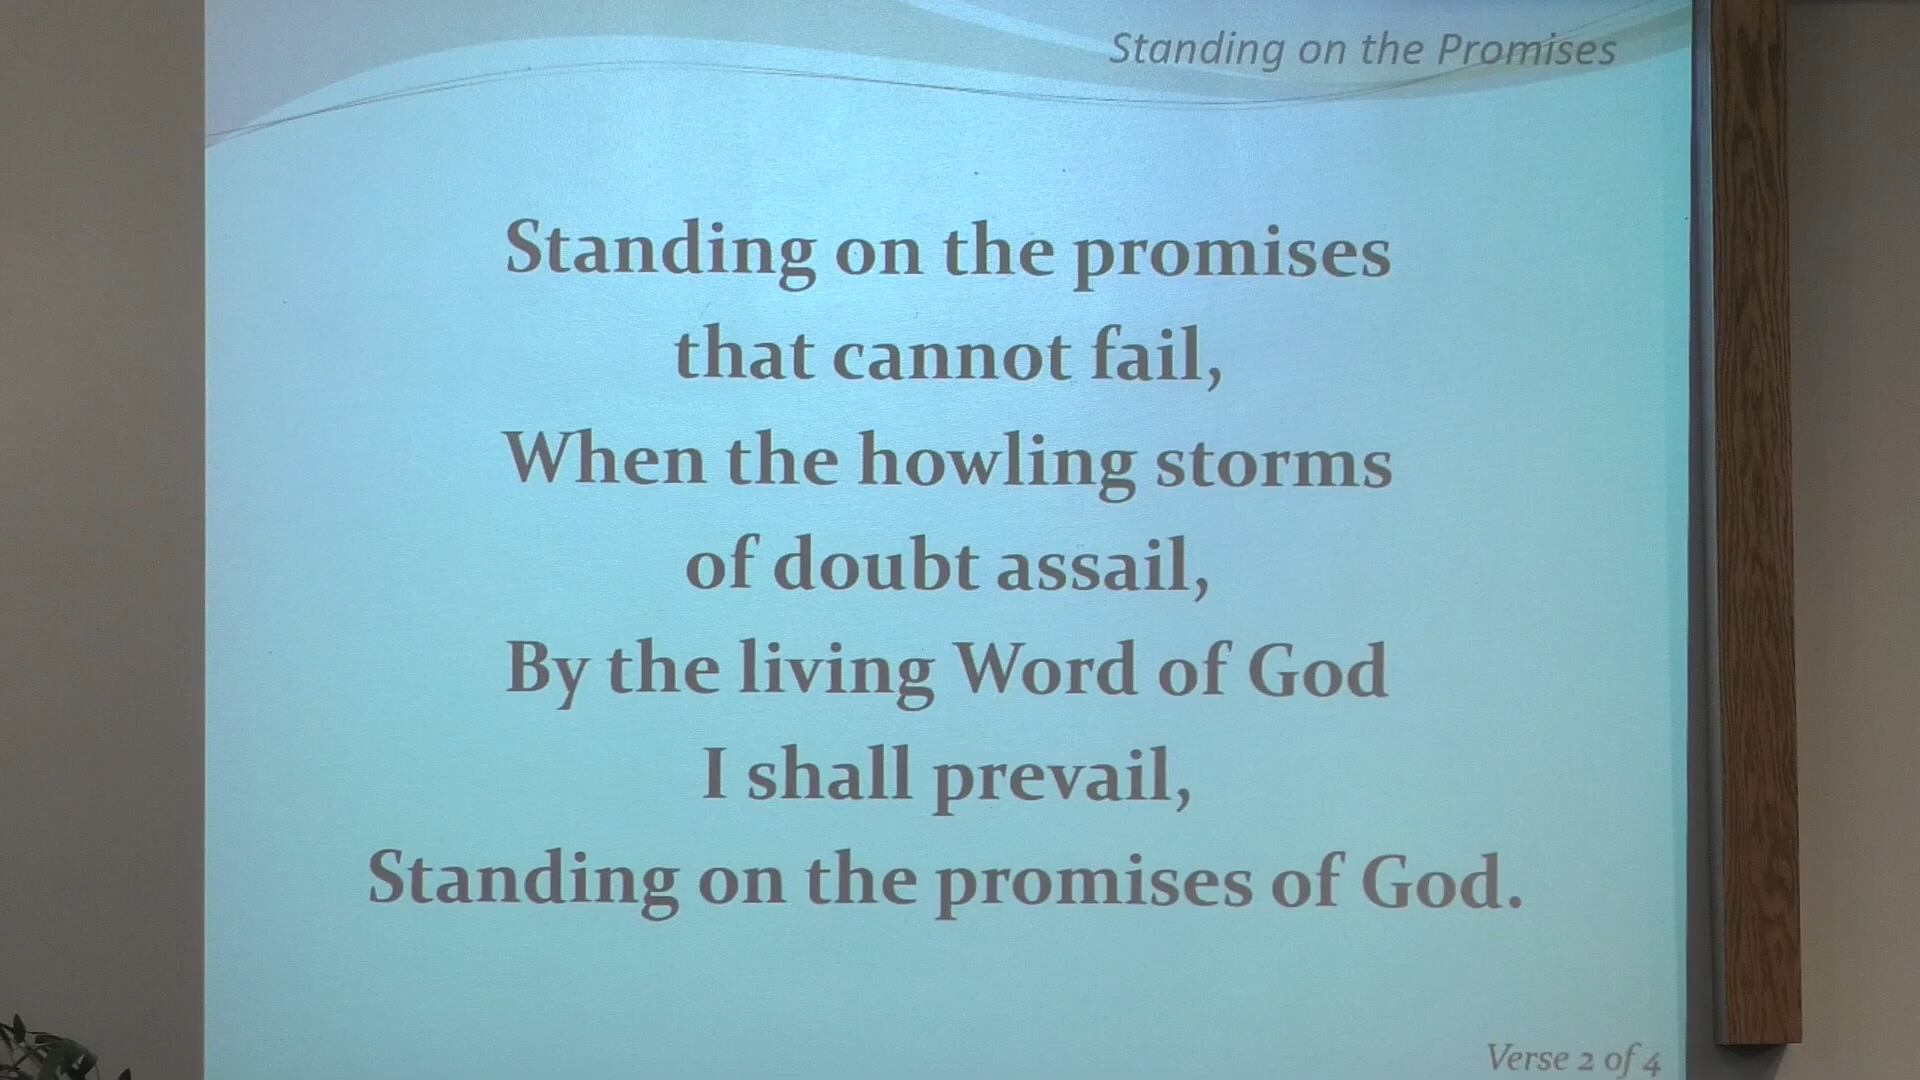 Standing on the Promises
Standing on the promises
that cannot fail,
When the howling storms
of doubt assail,
By the living Word of God
I shall prevail,
Standing on the promises of God.
Verse 2 of 4